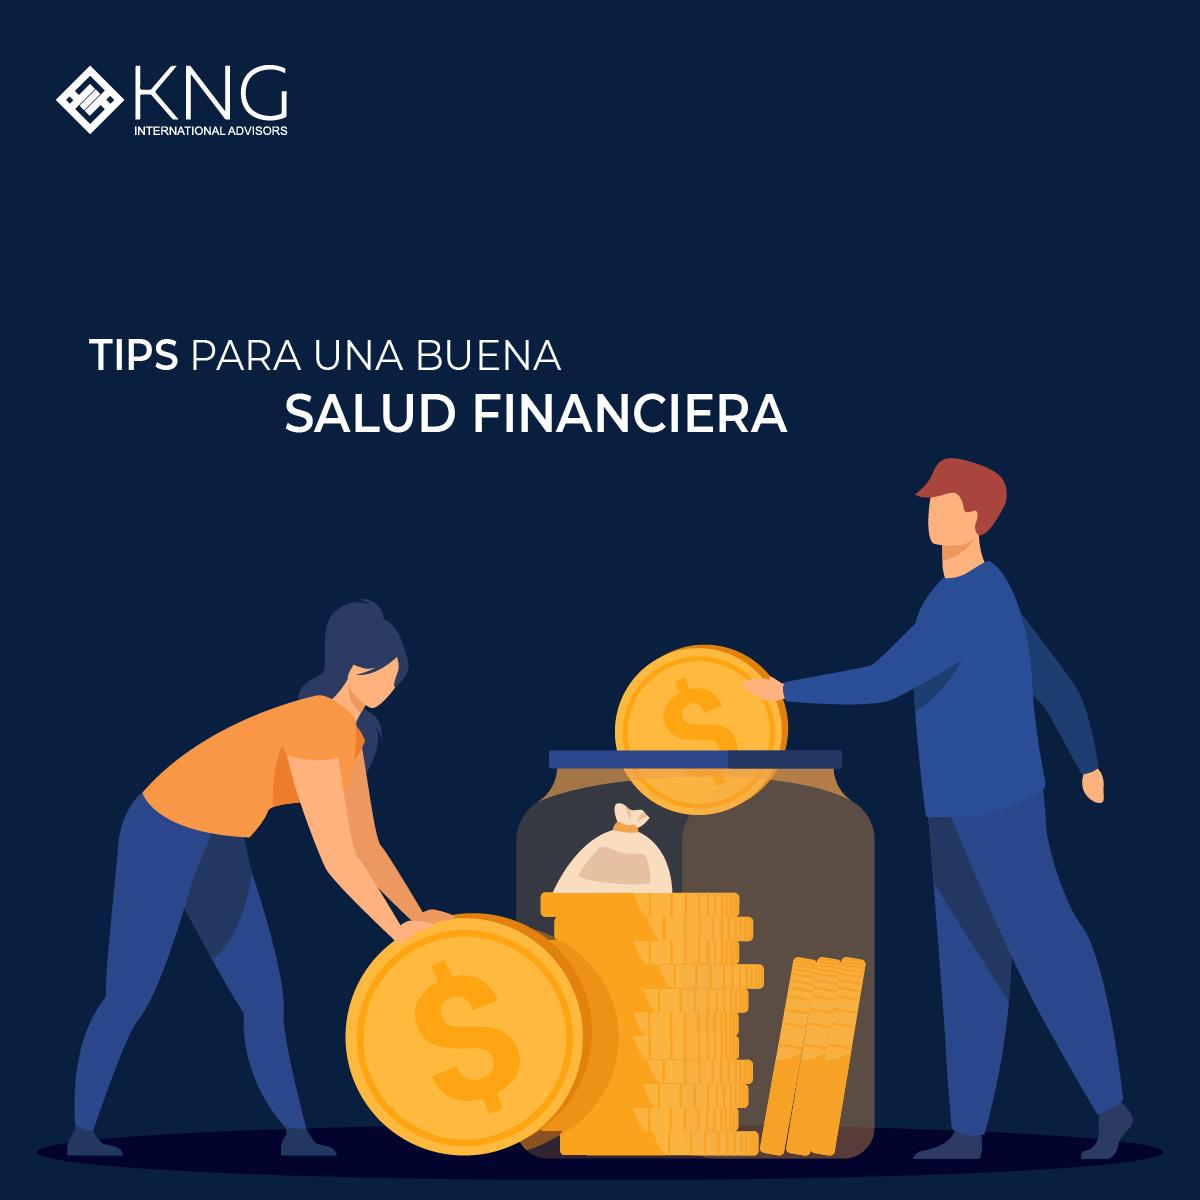 KNG
INTERNATIONAL ADVISORS
TIPS PARA UNA BUENA
SALUD FINANCIERA
$
$